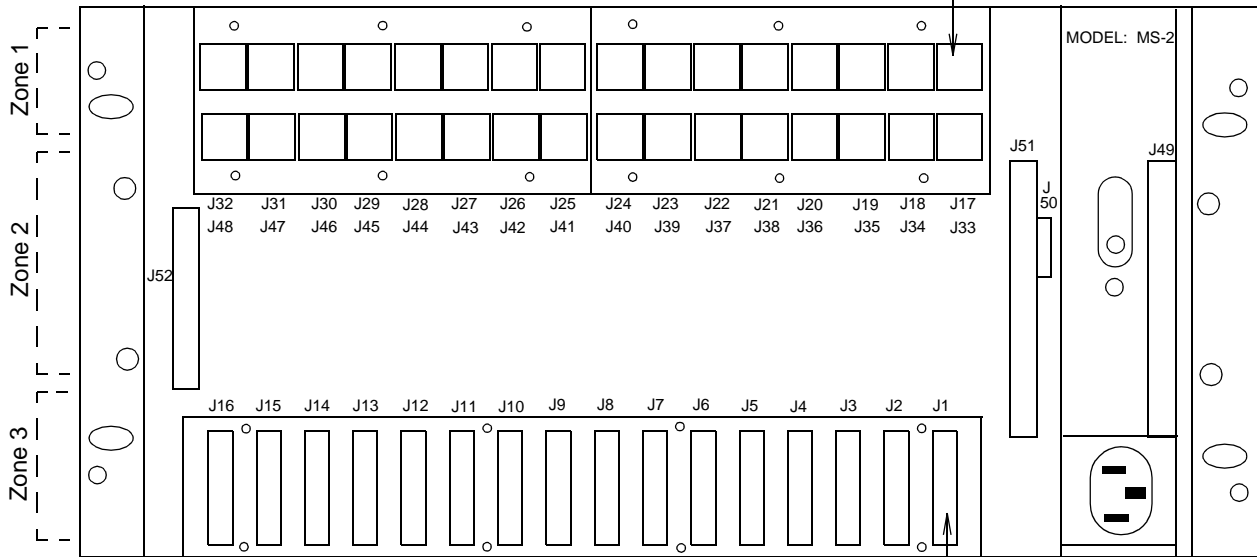 MODEL: MS-2
Zone 1
J51
J49
J
50
J32 J31 J30 J29 J28 J27 J26 J25 J24 J23 J22 J21 J20 J19 J18 J17
J48 J47 J46 J45 J44 J43 J42 J41 J40 J39 J37 J38 J36 J35 J34 J33
Zone 2
J52
J16 J15 J14 J13 J12 J11 J10 J9 J8 J7 J6 J5 J4 J3 J2 J1
Zone 3